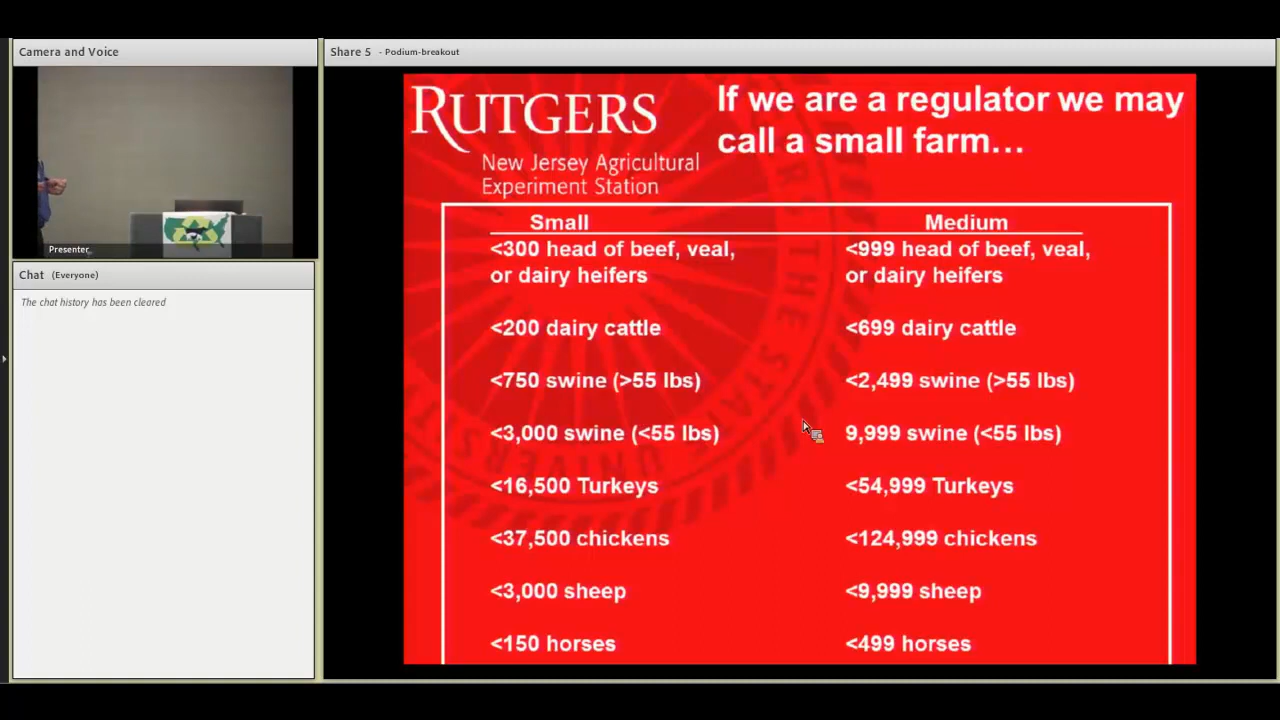 Camera and Voice
Presenter
Chat (Everyone)
The chat history has been cleared
Share 5 - Podium-breakout
RUTGERS
New Jersey Agricultural
Experiment Station
If we are a regulator we may
call a small farm…
Small Medium
<300 head of beef, veal, <999 head of beef, veal,
or dairy heifers or dairy heifers
<200 dairy cattle <699 dairy cattle
<750 swine (>55 lbs) <2,499 swine (>55 lbs)
<3,000 swine (<55 lbs) 9,999 swine (<55 lbs)
<16,500 Turkeys <54,999 Turkeys
<37,500 chickens <124,999 chickens
<3,000 sheep <9,999 sheep
<150 horses <499 horses